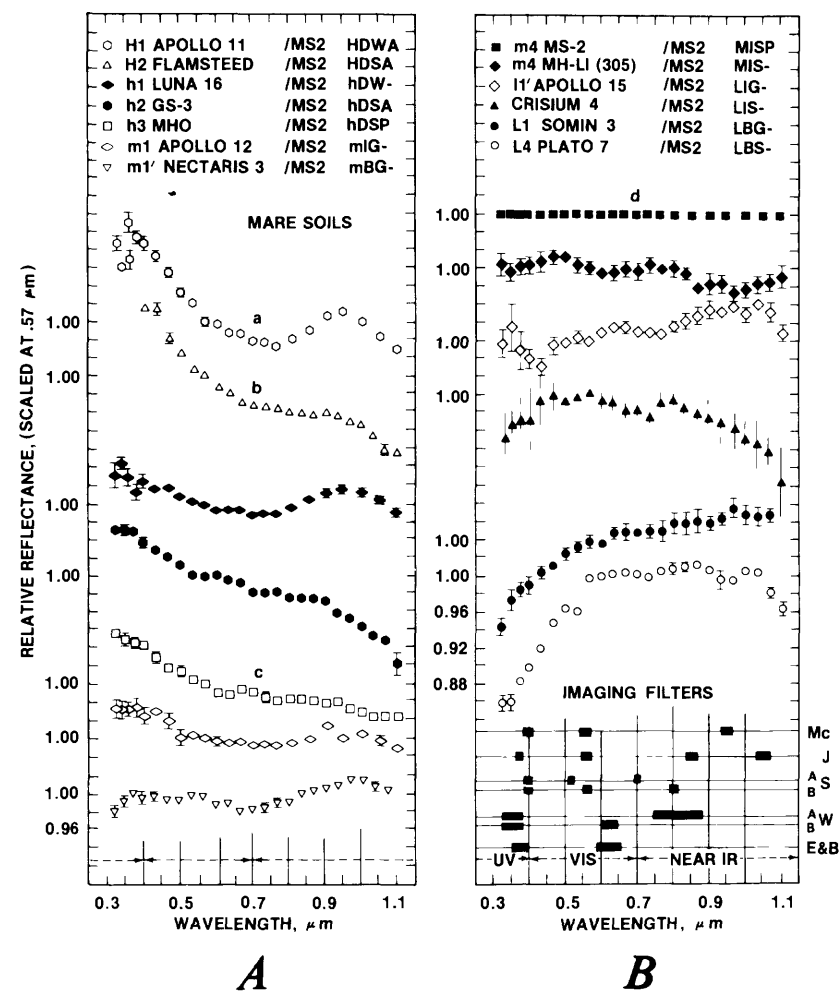 H1 APOLLO 11 /MS2 HDWA
H2 FLAMSTEED /MS2 HDSA
h1 LUNA 16 /MS2 hDW-
h2 GS-3 /MS2 hDSA
h3 MHO /MS2 hDSP
m1 APOLLO 12 /MS2 mIG-
m1' NECTARIS 3 /MS2 mBG-
MARE SOILS
a
b
c
1.00
1.00
1.00
1.00
1.00
1.00
1.00
0.96
RELATIVE REFLECTANCE, (SCALED AT .57 μm)
0.3 0.5 0.7 0.9 1.1
WAVELENGTH, μm
A
m4 MS-2 /MS2 MISP
m4 MH-LI (305) /MS2 MIS-
I1' APOLLO 15 /MS2 LIG-
CRISIUM 4 /MS2 LIS-
L1 SOMIN 3 /MS2 LBG-
L4 PLATO 7 /MS2 LBS-
d
1.00
1.00
1.00
1.00
1.00
1.00
0.96
0.92
0.88
IMAGING FILTERS
Mc
J
A S
B
A W
B
E&B
UV VIS NEAR IR
0.3 0.5 0.7 0.9 1.1
WAVELENGTH, μm
B